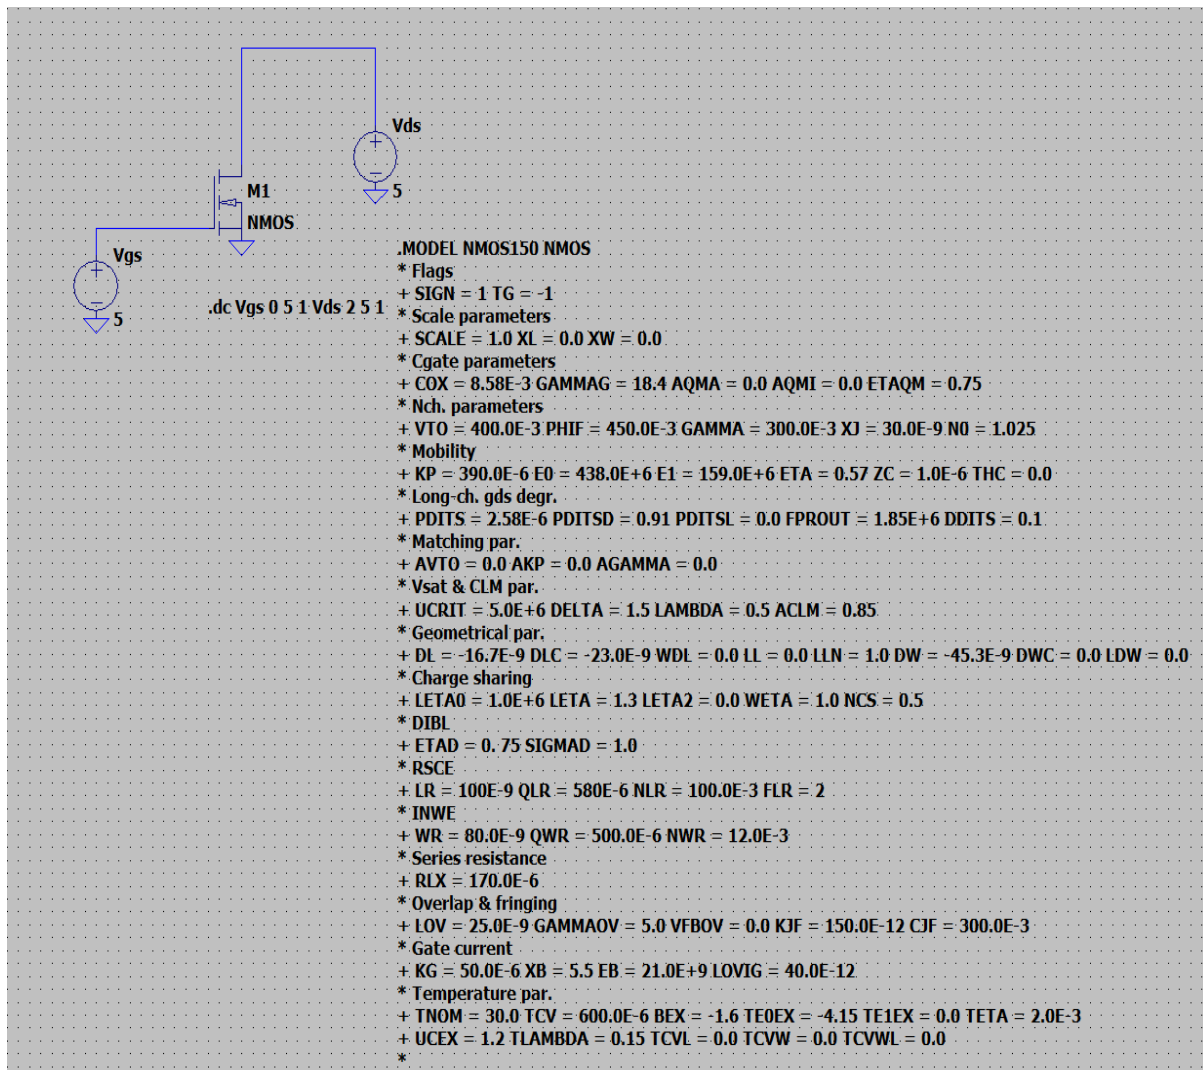 Vds
5
M1
NMOS
Vgs
5
.dc Vgs 0 5 1 Vds 2 5 1
.MODEL NMOS150 NMOS
* Flags
+ SIGN = 1 TG = -1
* Scale parameters
+ SCALE = 1.0 XL = 0.0 XW = 0.0
* Cgate parameters
+ COX = 8.58E-3 GAMMAG = 18.4 AQMA = 0.0 AQMI = 0.0 ETAQM = 0.75
* Nch. parameters
+ VTO = 400.0E-3 PHIF = 450.0E-3 GAMMA = 300.0E-3 XJ = 30.0E-9 N0 = 1.025
* Mobility
+ KP = 390.0E-6 E0 = 438.0E+6 E1 = 159.0E+6 ETA = 0.57 ZC = 1.0E-6 THC = 0.0
* Long-ch. gds degr.
+ PDITS = 2.58E-6 PDITSD = 0.91 PDITSL = 0.0 FPROUT = 1.85E+6 DDITS = 0.1
* Matching par.
+ AVTO = 0.0 AKP = 0.0 AGAMMA = 0.0
* Vsat & CLM par.
+ UCRIT = 5.0E+6 DELTA = 1.5 LAMBDA = 0.5 ACLM = 0.85
* Geometrical par.
+ DL = -16.7E-9 DLC = -23.0E-9 WDL = 0.0 LL = 0.0 LLN = 1.0 DW = -45.3E-9 DWC = 0.0 LDW = 0.0
* Charge sharing
+ LETA0 = 1.0E+6 LETA = 1.3 LETA2 = 0.0 WETA = 1.0 NCS = 0.5
* DIBL
+ ETAD = 0. 75 SIGMAD = 1.0
* RSCE
+ LR = 100E-9 QLR = 580E-6 NLR = 100.0E-3 FLR = 2
* INWE
+ WR = 80.0E-9 QWR = 500.0E-6 NWR = 12.0E-3
* Series resistance
+ RLX = 170.0E-6
* Overlap & fringing
+ LOV = 25.0E-9 GAMMAOV = 5.0 VFBOV = 0.0 KJF = 150.0E-12 CJF = 300.0E-3
* Gate current
+ KG = 50.0E-6 XB = 5.5 EB = 21.0E+9 LOVIG = 40.0E-12
* Temperature par.
+ TNOM = 30.0 TCV = 600.0E-6 BEX = -1.6 TE0EX = -4.15 TE1EX = 0.0 TETA = 2.0E-3
+ UCEX = 1.2 TLAMBDA = 0.15 TCVL = 0.0 TCVW = 0.0 TCVWL = 0.0
*